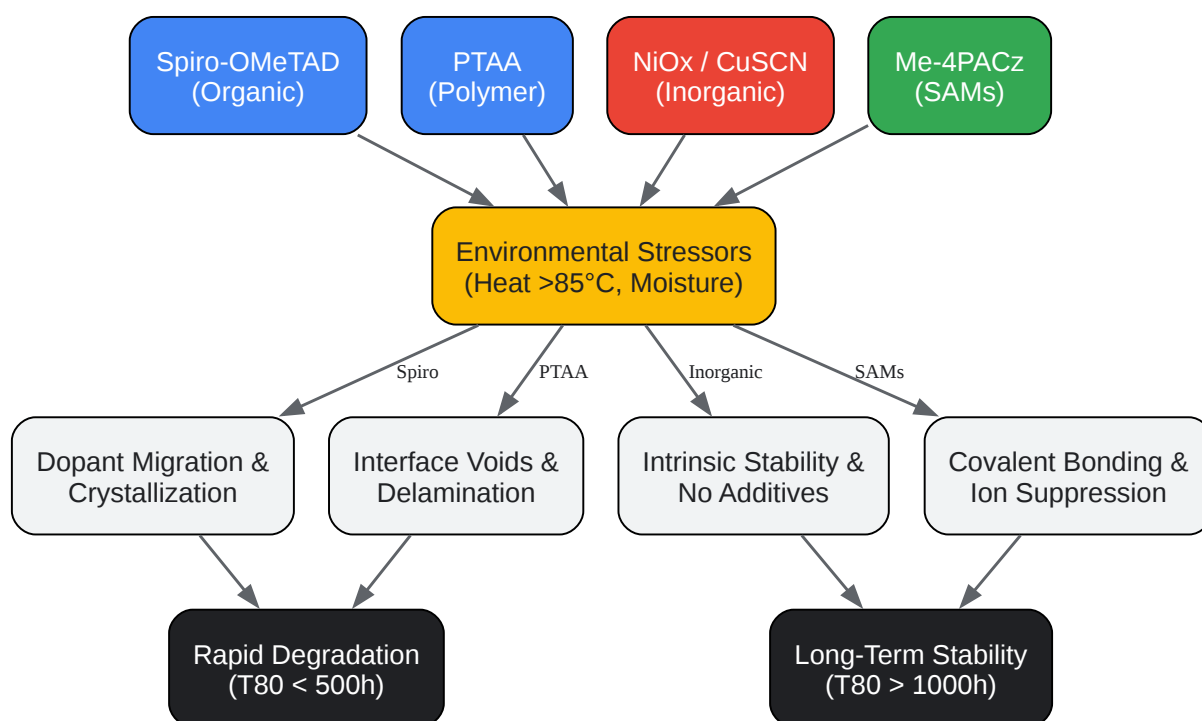 Spiro-OMeTAD
(Organic)
PTAA
(Polymer)
NiOx / CuSCN
(Inorganic)
Me-4PACz
(SAMs)
Environmental Stressors
(Heat >85°C, Moisture)
Spiro
PTAA
Inorganic
SAMs
Dopant Migration &
Crystallization
Interface Voids &
Delamination
Intrinsic Stability &
No Additives
Covalent Bonding &
Ion Suppression
Rapid Degradation
(T80 < 500h)
Long-Term Stability
(T80 > 1000h)